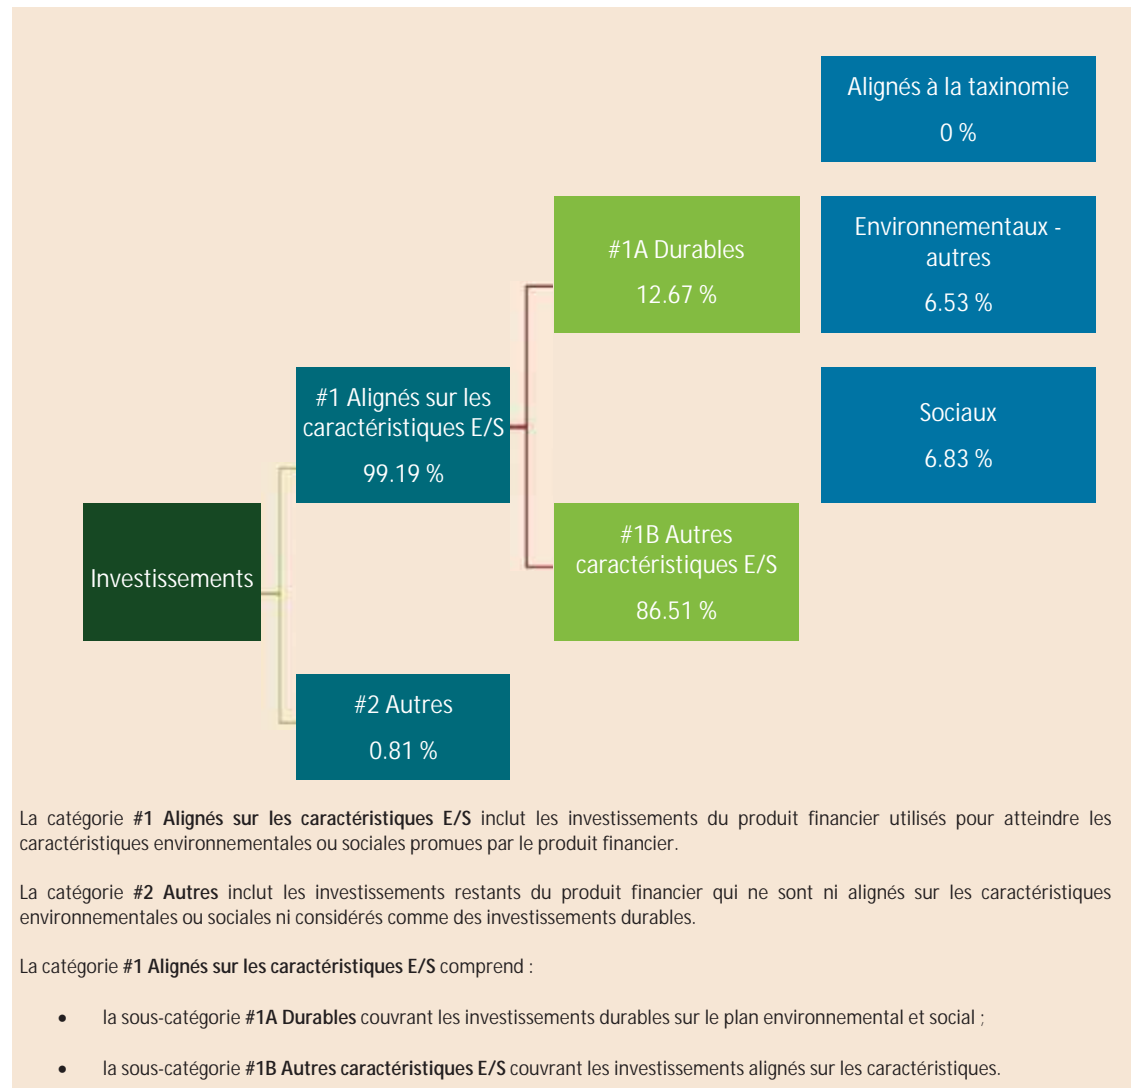 Alignés à la taxinomie
0 %
Environnementaux -
autres
6.53 %
#1A Durables
12.67 %
#1 Alignés sur les
caractéristiques E/S
99.19 %
Sociaux
6.83 %
Investissements
#1B Autres
caractéristiques E/S
86.51 %
#2 Autres
0.81 %
La catégorie #1 Alignés sur les caractéristiques E/S inclut les investissements du produit financier utilisés pour atteindre les
caractéristiques environnementales ou sociales promues par le produit financier.
La catégorie #2 Autres inclut les investissements restants du produit financier qui ne sont ni alignés sur les caractéristiques
environnementales ou sociales ni considérés comme des investissements durables.
La catégorie #1 Alignés sur les caractéristiques E/S comprend :
• la sous-catégorie #1A Durables couvrant les investissements durables sur le plan environnemental et social ;
• la sous-catégorie #1B Autres caractéristiques E/S couvrant les investissements alignés sur les caractéristiques.